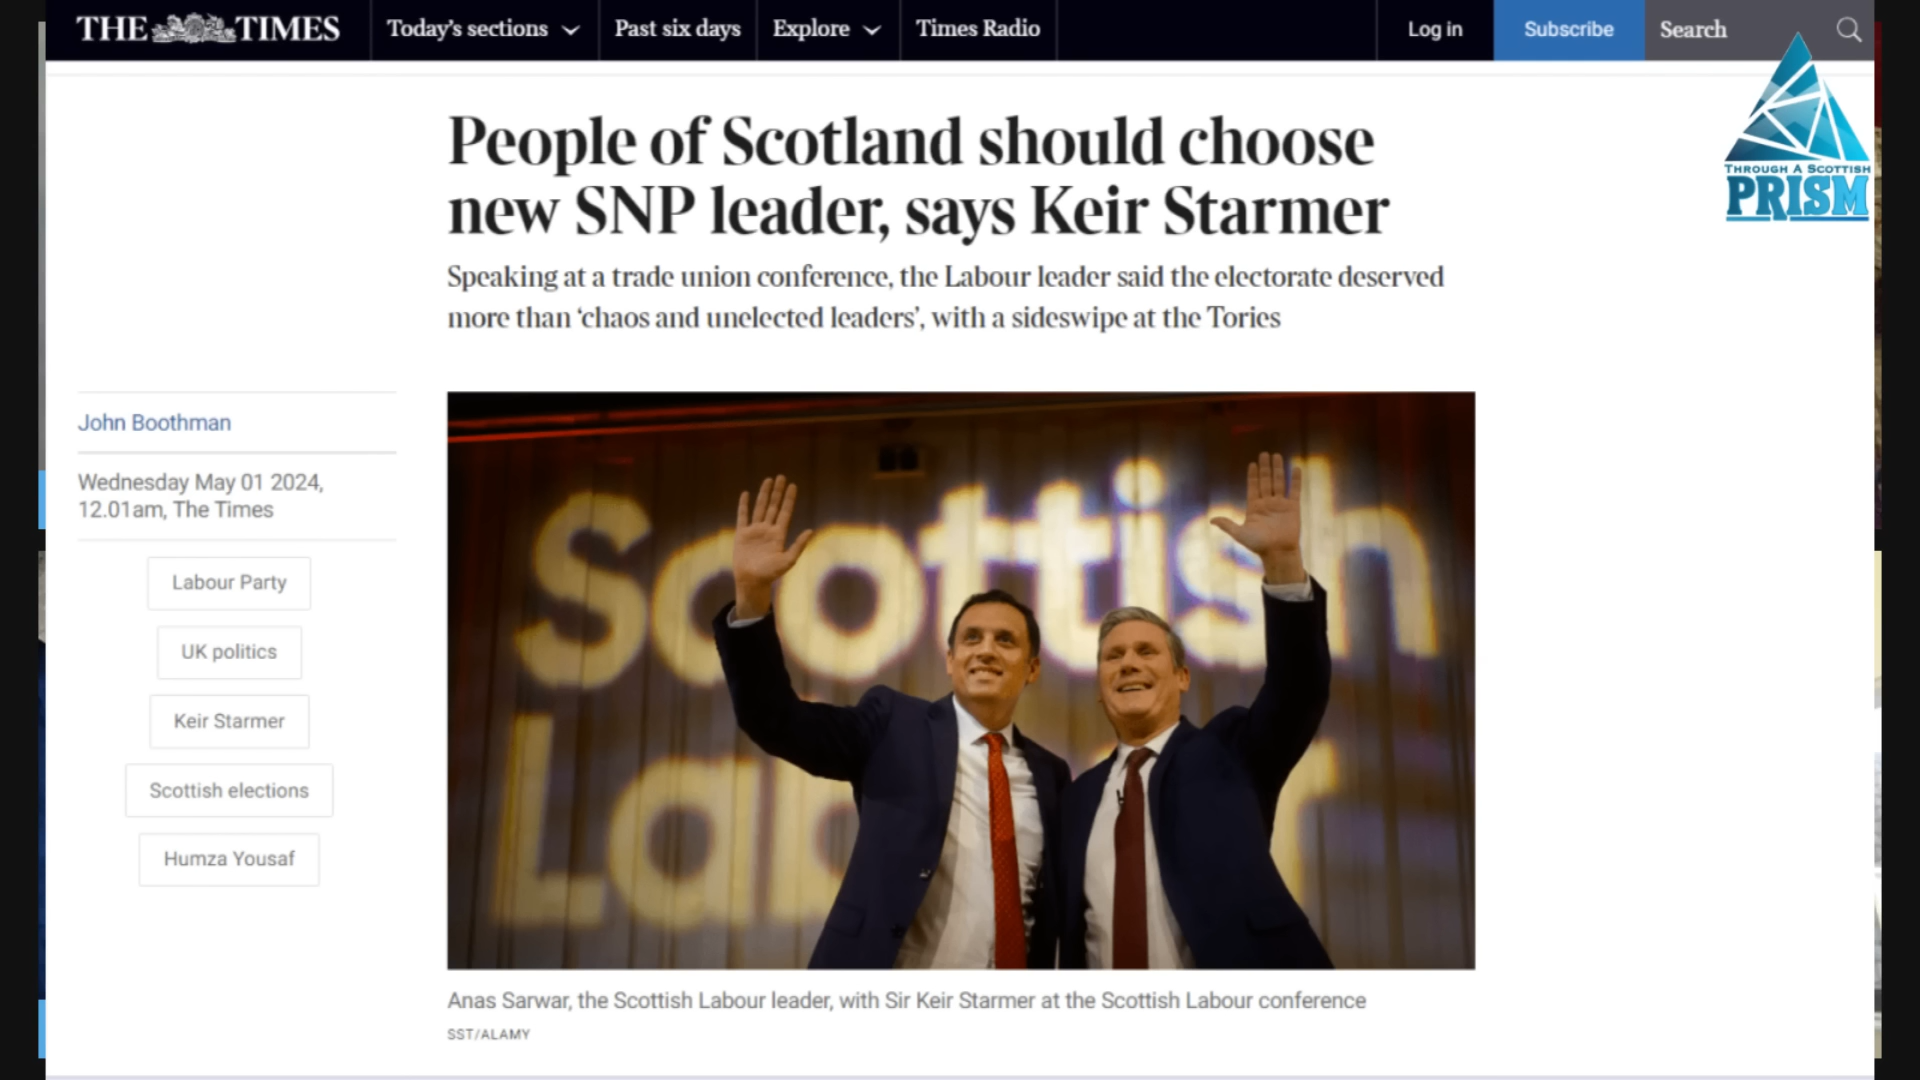 THE TIMES
Today's sections
Past six days
Explore
Times Radio
Log in
Subscribe
Search
THROUGH A SCOTTISH
PRISM
People of Scotland should choose
new SNP leader, says Keir Starmer
Speaking at a trade union conference, the Labour leader said the electorate deserved
more than ‘chaos and unelected leaders’, with a sideswipe at the Tories
John Boothman
Wednesday May 01 2024,
12.01am, The Times
Labour Party
UK politics
Keir Starmer
Scottish elections
Humza Yousaf
Scottish
Lab r
Anas Sarwar, the Scottish Labour leader, with Sir Keir Starmer at the Scottish Labour conference
SST/ALAMY